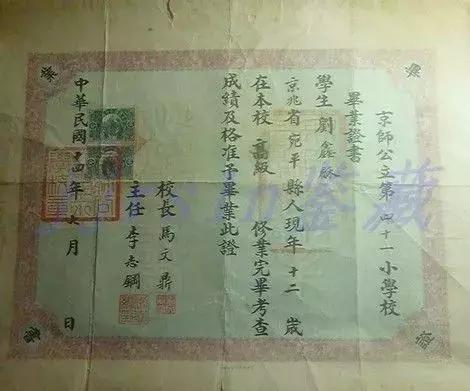 京師公立第四十一小學校
畢業證書
學生劉鑫
京兆省宛平縣人現年十二歲
在本校高級修業完畢考查
成績及格准予畢業此證
校長馬文鼎
主任李志鋼
中華民國十四年七月日
鑒藏